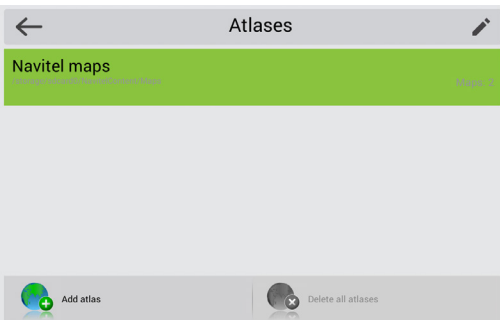 Atlases
Navitel maps
Maps: 2
Add atlas
Delete all atlases